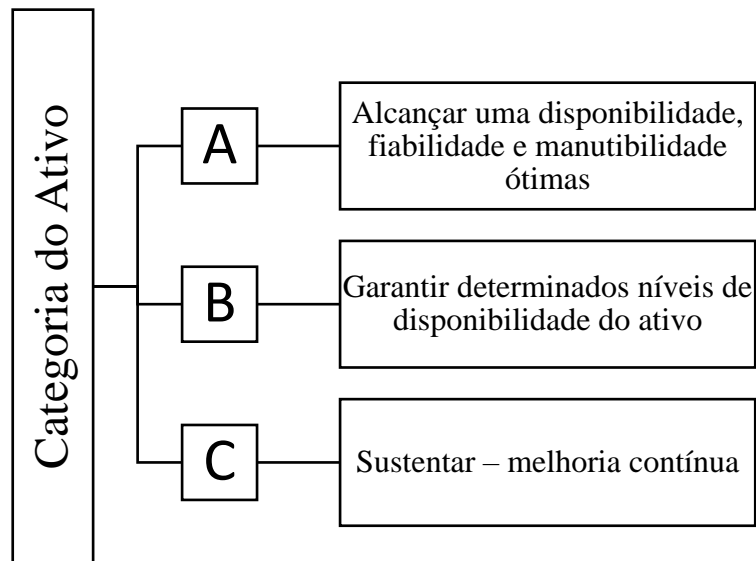 Categoria do Ativo
A
Alcançar uma disponibilidade,
fiabilidade e manutibilidade
ótimas
B
Garantir determinados níveis de
disponibilidade do ativo
C
Sustentar – melhoria contínua